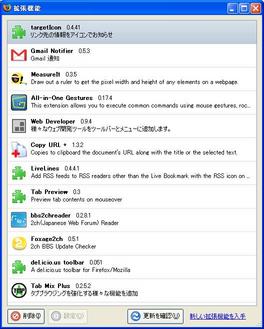 拡張機能
targetIcon 0.4.41
リンク先の情報をアイコンでお知らせ
Gmail Notifier 0.5.3
Gmail 通知
MeasureIt 0.3.5
Draw out a ruler to get the pixel width and height of any elements on a webpage.
All-in-One Gestures 0.17.4
This extension allows you to execute common commands using mouse gestures, roc...
Web Developer 0.9.4
様々なウェブ開発ツールをツールバーとメニューに追加します。
Copy URL + 1.3.2
Copies to clipboard the document's URL along with the title or the selected text.
LiveLines 0.4.4.1
Add RSS feeds to RSS readers other than the Live Bookmark with the RSS icon on ...
Tab Preview 0.3
Preview tab contents on mouseover
bbs2chreader 0.2.8.1
2ch(Japanese Web Forum) Reader
Foxage2ch 0.5.1
2ch BBS Update Checker
del.icio.us toolbar 0.5.1
A del.icio.us toolbar for Firefox/Mozilla
Tab Mix Plus 0.2.5.2
タブブラウジングを強化する様々な機能を追加
削除(U)
設定(O)
更新を確認(U)
新しい拡張機能を入手